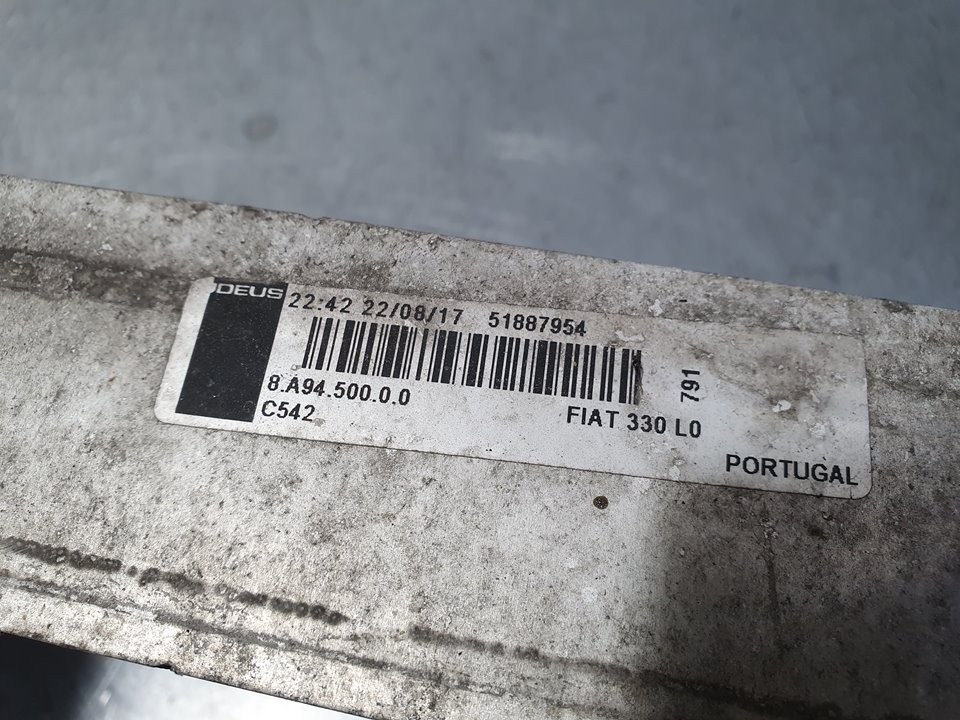 DEUS
22:42 22/08/17 51887954
791
8.A94.500.0.0
C542
FIAT 330 L0
PORTUGAL